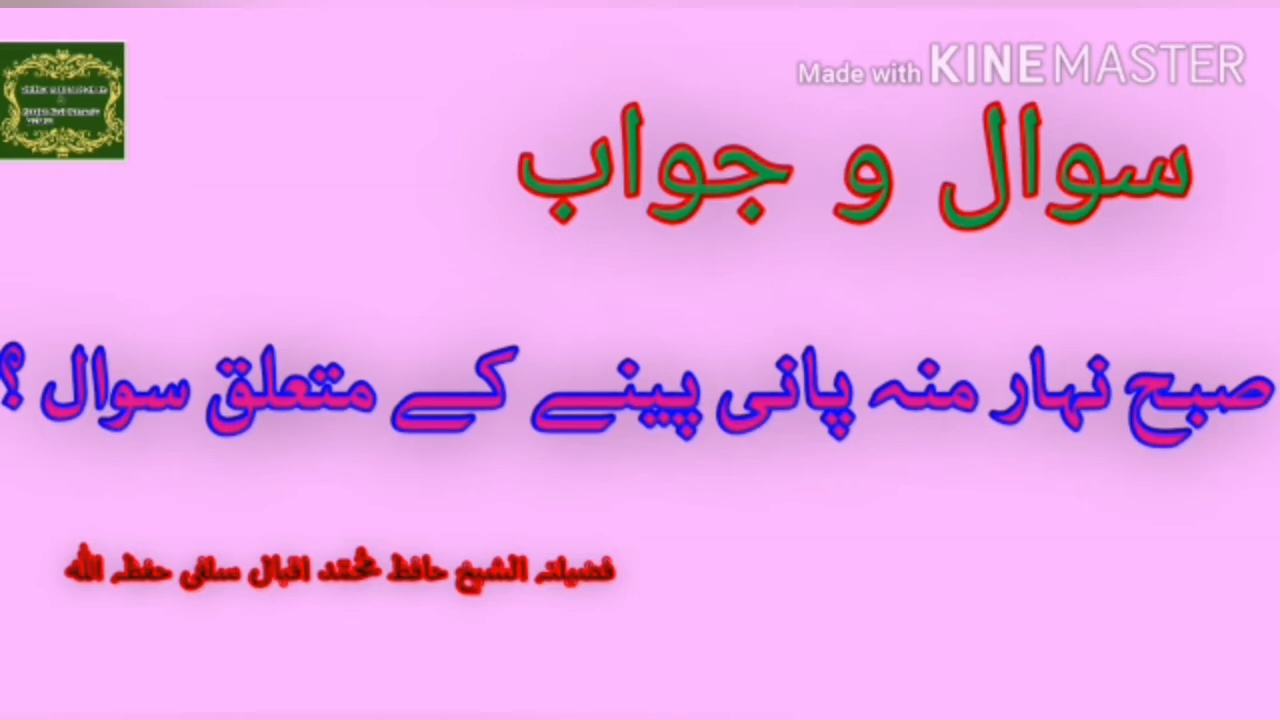 Made with KINEMASTER
سوال و جواب
صبح نہار منہ پانی پینے کے متعلق سوال ؟
فضیلتہ الشیخ حافظ محمد اقبال سلفی حفظہ اللہ